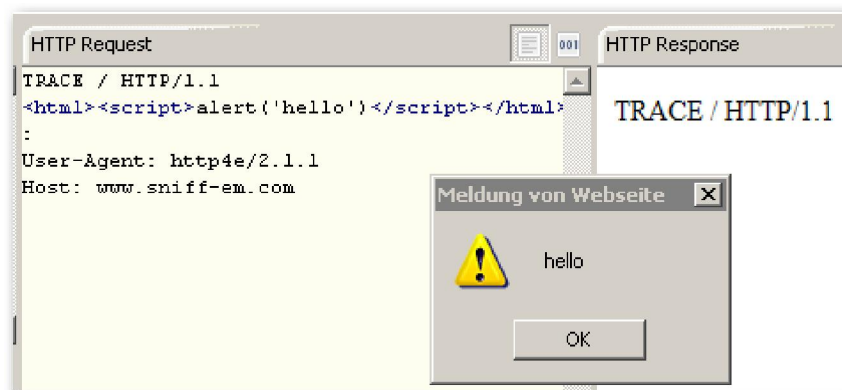 HTTP Request
001
HTTP Response
TRACE / HTTP/1.1
<html><script>alert('hello')</script></html>
:
User-Agent: http4e/2.1.1
Host: www.sniff-em.com
TRACE / HTTP/1.1
Meldung von Webseite
hello
OK